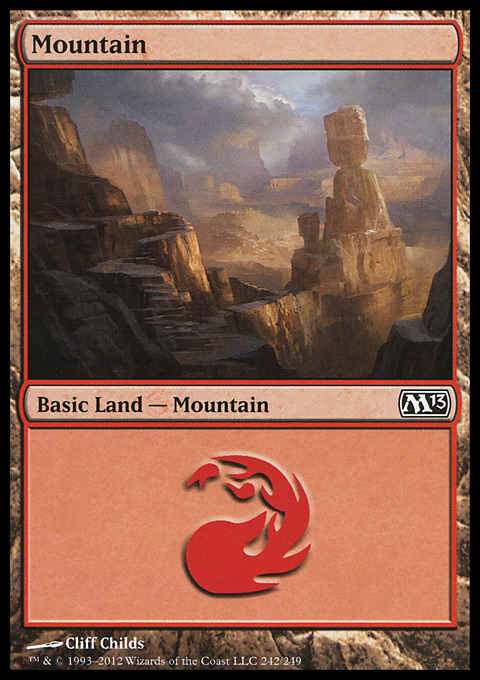 Mountain
Basic Land — Mountain
M13
Cliff Childs
™ & © 1993–2012 Wizards of the Coast LLC 242/249